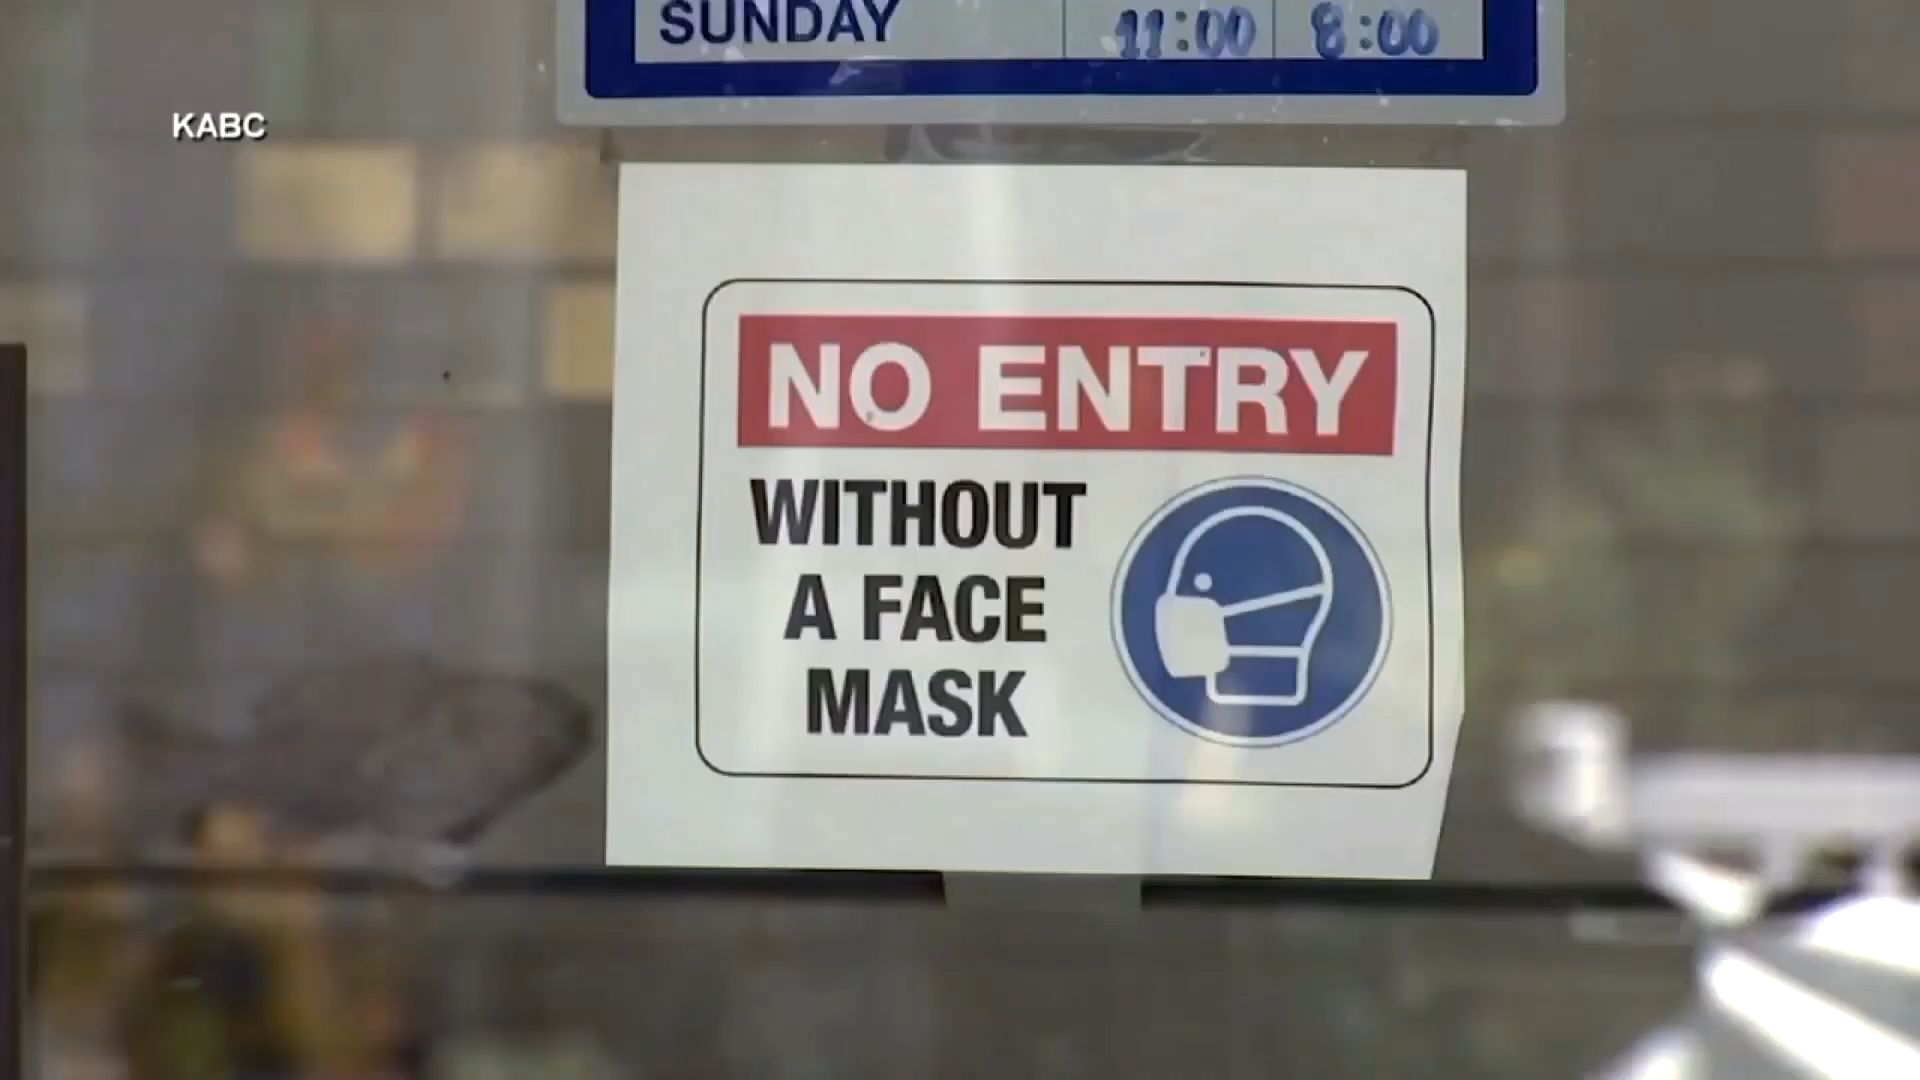 SUNDAY 11:00 8:00
KABC
NO ENTRY
WITHOUT
A FACE
MASK